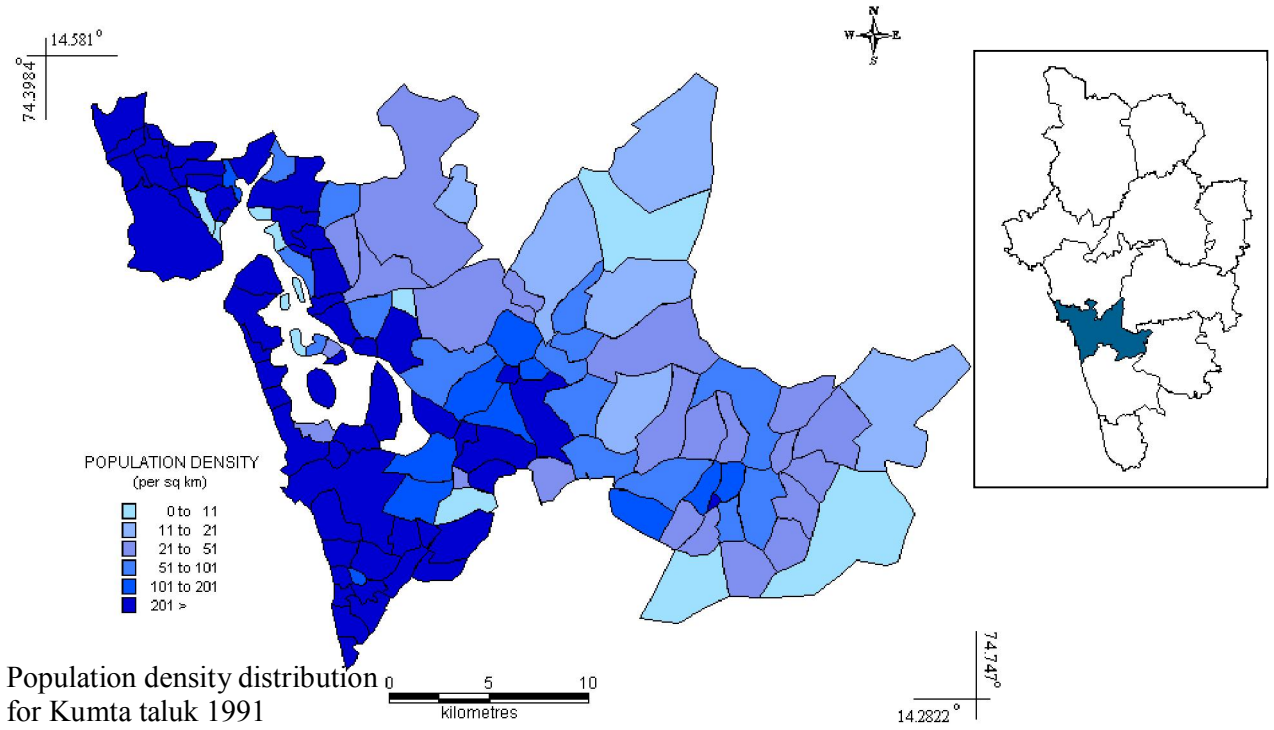 14.581°
74.3984°
N
W E
S
POPULATION DENSITY
(per sq km)
0 to 11
11 to 21
21 to 51
51 to 101
101 to 201
201 >
Population density distribution
for Kumta taluk 1991
0 5 10
kilometres
74.747°
14.2822°